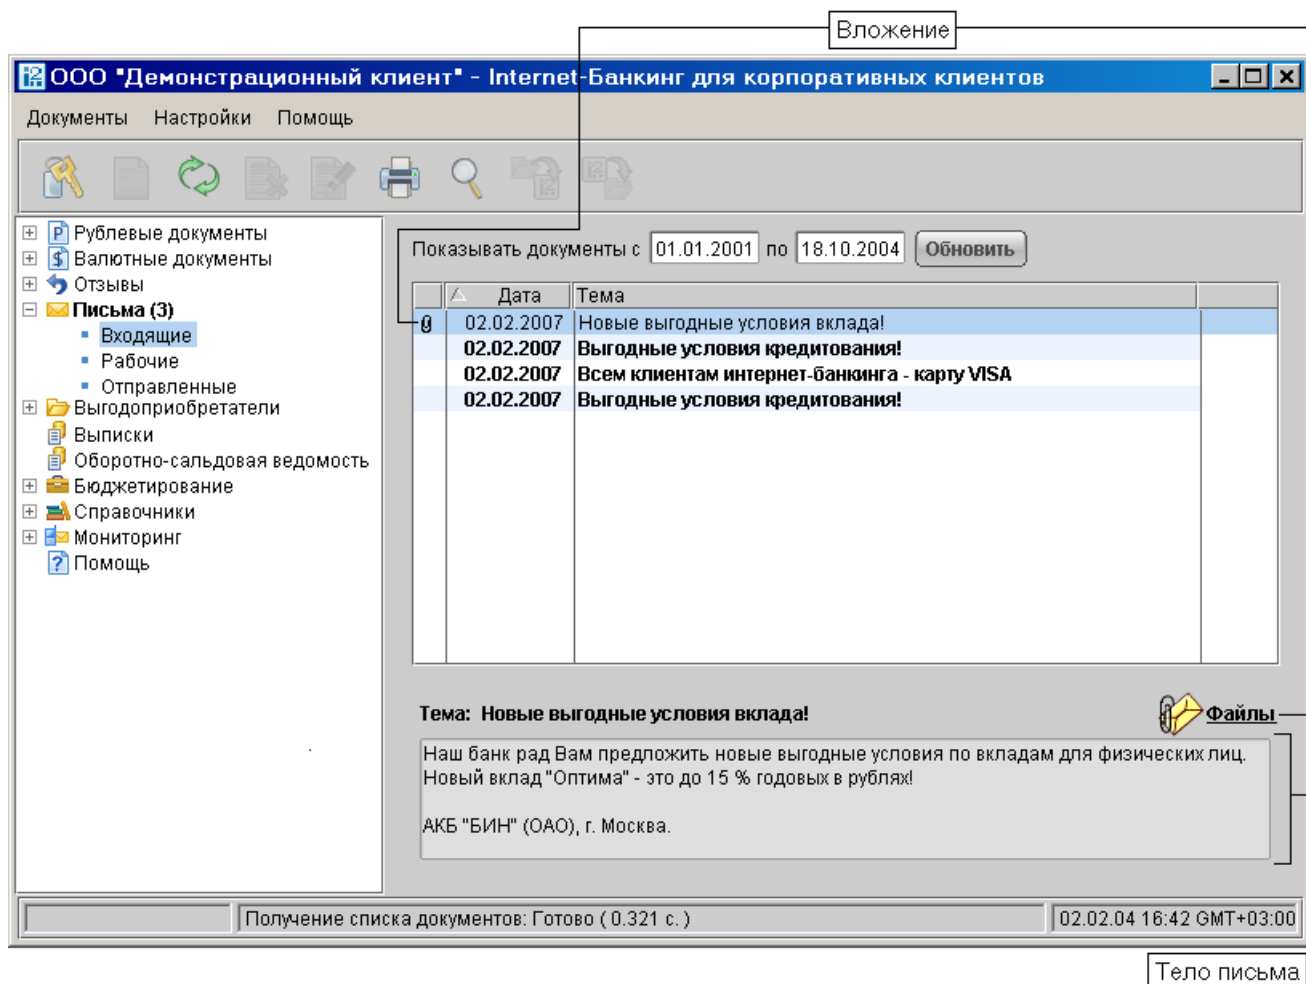 Вложение
ООО "Демонстрационный клиент" - Internet-Банкинг для корпоративных клиентов
Документы Настройки Помощь
Рублевые документы
Валютные документы
Отзывы
Письма (3)
Входящие
Рабочие
Отправленные
Выгодоприобретатели
Выписки
Оборотно-сальдовая ведомость
Бюджетирование
Справочники
Мониторинг
Помощь
Показывать документы с 01.01.2001 по 18.10.2004 Обновить
Дата Тема
02.02.2007 Новые выгодные условия вклада!
02.02.2007 Выгодные условия кредитования!
02.02.2007 Всем клиентам интернет-банкинга - карту VISA
02.02.2007 Выгодные условия кредитования!
Тема: Новые выгодные условия вклада! Файлы
Наш банк рад Вам предложить новые выгодные условия по вкладам для физических лиц.
Новый вклад "Оптима" - это до 15 % годовых в рублях!
АКБ "БИН" (ОАО), г. Москва.
Получение списка документов: Готово ( 0.321 с. ) 02.02.04 16:42 GMT+03:00
Тело письма